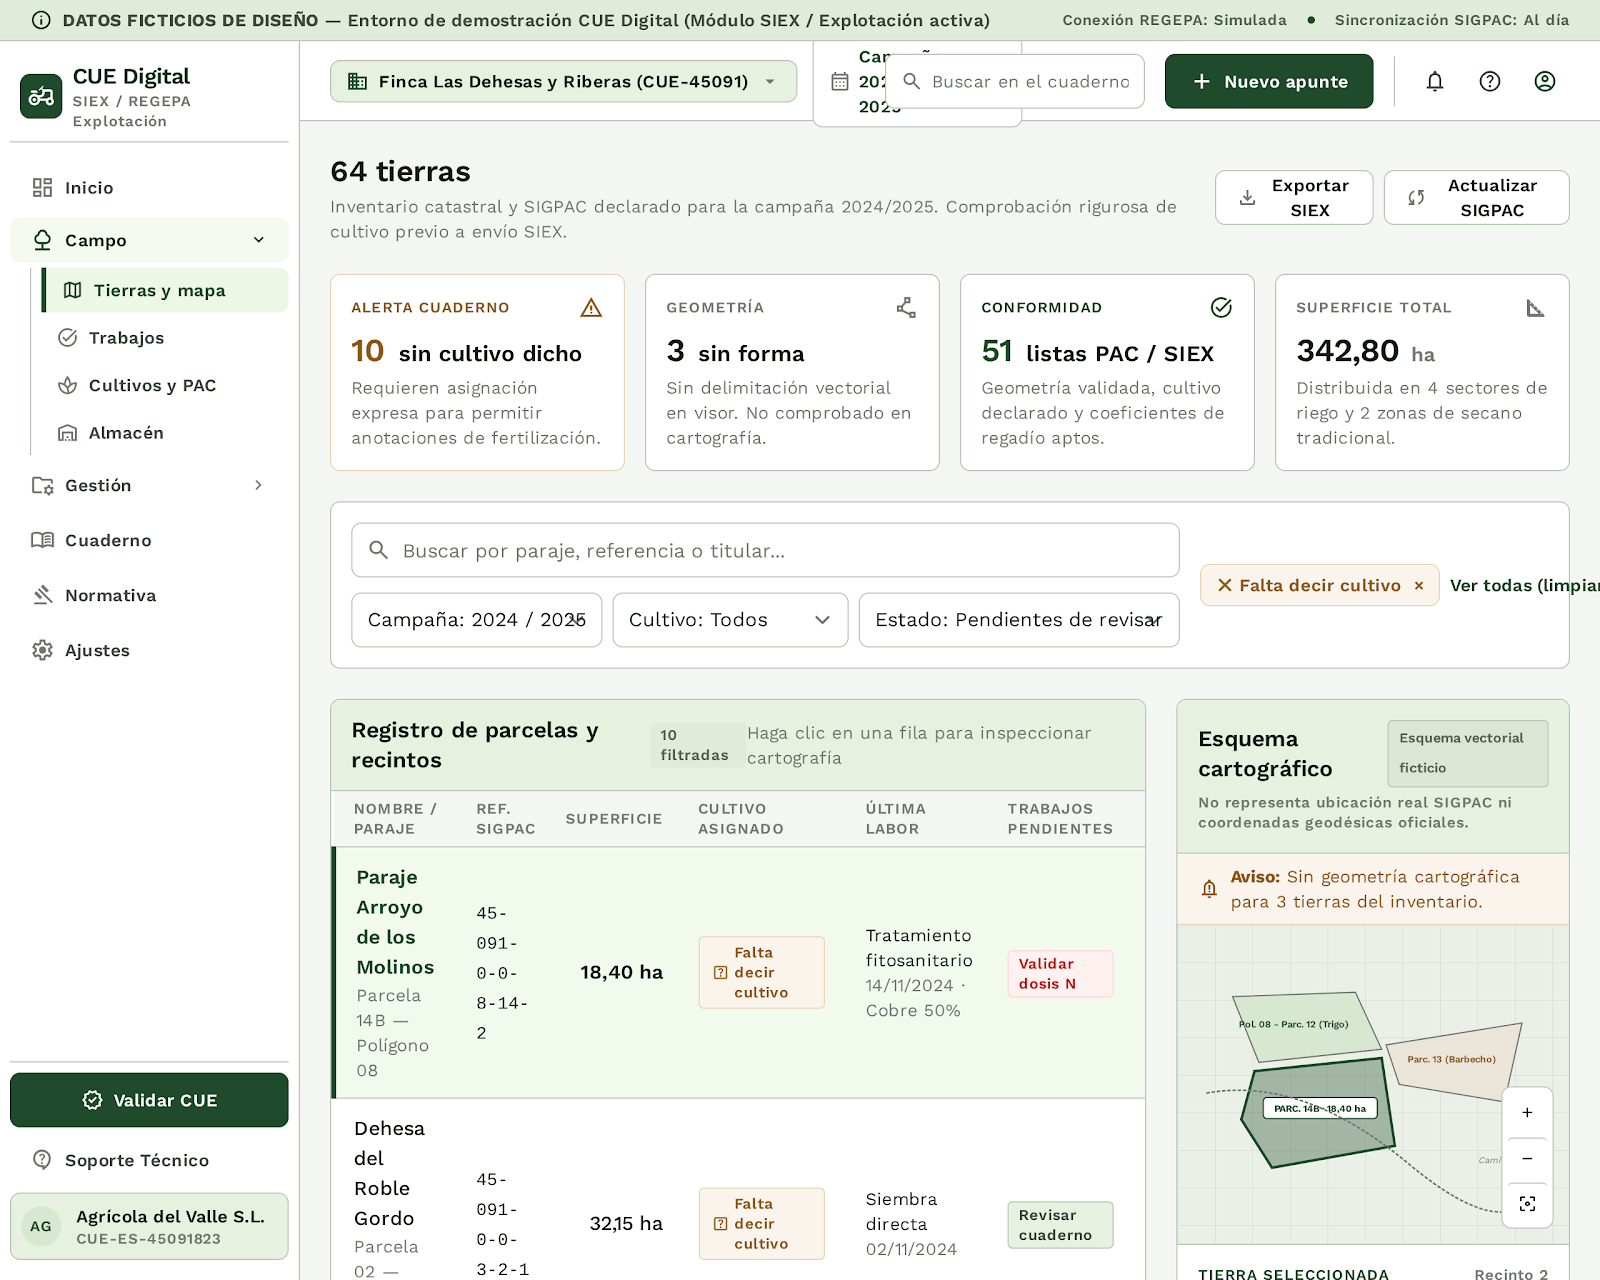 DATOS FICTICIOS DE DISEÑO — Entorno de demostración CUE Digital (Módulo SIEX / Explotación activa)
Conexión REGEPA: Simulada
Sincronización SIGPAC: Al día
CUE Digital
SIEX / REGEPA
Explotación
Inicio
Campo
Tierras y mapa
Trabajos
Cultivos y PAC
Almacén
Gestión
Cuaderno
Normativa
Ajustes
Validar CUE
Soporte Técnico
AG
Agrícola del Valle S.L.
CUE-ES-45091823
Finca Las Dehesas y Riberas (CUE-45091)
2025
Buscar en el cuaderno
Nuevo apunte
64 tierras
Inventario catastral y SIGPAC declarado para la campaña 2024/2025. Comprobación rigurosa de
cultivo previo a envío SIEX.
Exportar
SIEX
Actualizar
SIGPAC
ALERTA CUADERNO
10 sin cultivo dicho
Requieren asignación
expresa para permitir
anotaciones de fertilización.
GEOMETRÍA
3 sin forma
Sin delimitación vectorial
en visor. No comprobado en
cartografía.
CONFORMIDAD
51 listas PAC / SIEX
Geometría validada, cultivo
declarado y coeficientes de
regadío aptos.
SUPERFICIE TOTAL
342,80 ha
Distribuida en 4 sectores de
riego y 2 zonas de secano
tradicional.
Buscar por paraje, referencia o titular...
Campaña: 2024 / 2025
Cultivo: Todos
Estado: Pendientes de revisar
Falta decir cultivo ×
Ver todas (limpiar
Registro de parcelas y
recintos
10
filtradas
Haga clic en una fila para inspeccionar
cartografía
NOMBRE /
PARAJE
REF.
SIGPAC
SUPERFICIE
CULTIVO
ASIGNADO
ÚLTIMA
LABOR
TRABAJOS
PENDIENTES
Paraje
Arroyo
de los
Molinos
Parcela
14B —
Polígono
08
45-
091-
0-0-
8-14-
2
18,40 ha
Falta
decir
cultivo
Tratamiento
fitosanitario
14/11/2024 ·
Cobre 50%
Validar
dosis N
Dehesa
del
Roble
Gordo
Parcela
02 —
45-
091-
0-0-
3-2-1
32,15 ha
Falta
decir
cultivo
Siembra
directa
02/11/2024
Revisar
cuaderno
Esquema
cartográfico
Esquema vectorial
ficticio
No representa ubicación real SIGPAC ni
coordenadas geodésicas oficiales.
Aviso: Sin geometría cartográfica
para 3 tierras del inventario.
Pol. 08 - Parc. 12 (Trigo)
Parc. 13 (Barbecho)
PARC. 14B - 18,40 ha
Cami
+
−
TIERRA SELECCIONADA
Recinto 2